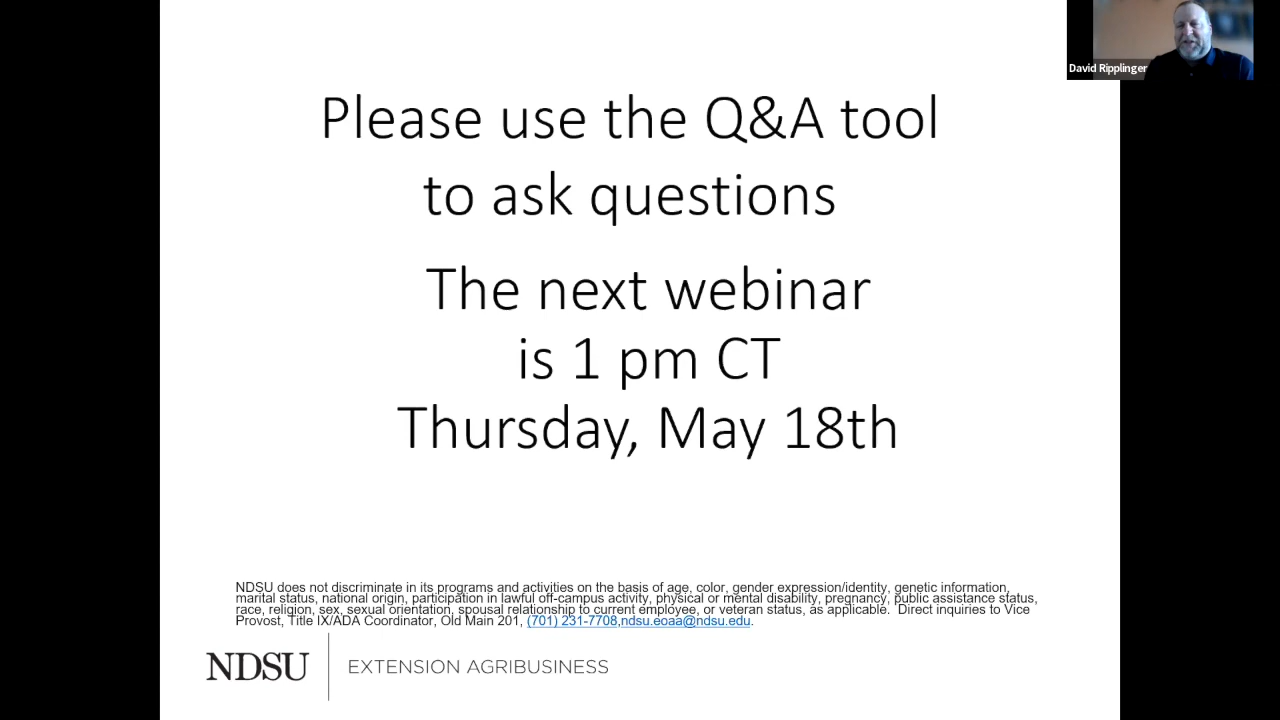 David Ripplinger
Please use the Q&A tool
to ask questions
The next webinar
is 1 pm CT
Thursday, May 18th
NDSU does not discriminate in its programs and activities on the basis of age, color, gender expression/identity, genetic information,
marital status, national origin, participation in lawful off-campus activity, physical or mental disability, pregnancy, public assistance status,
race, religion, sex, sexual orientation, spousal relationship to current employee, or veteran status, as applicable.  Direct inquiries to Vice
Provost, Title IX/ADA Coordinator, Old Main 201, (701) 231-7708,ndsu.eoaa@ndsu.edu.
NDSU EXTENSION AGRIBUSINESS